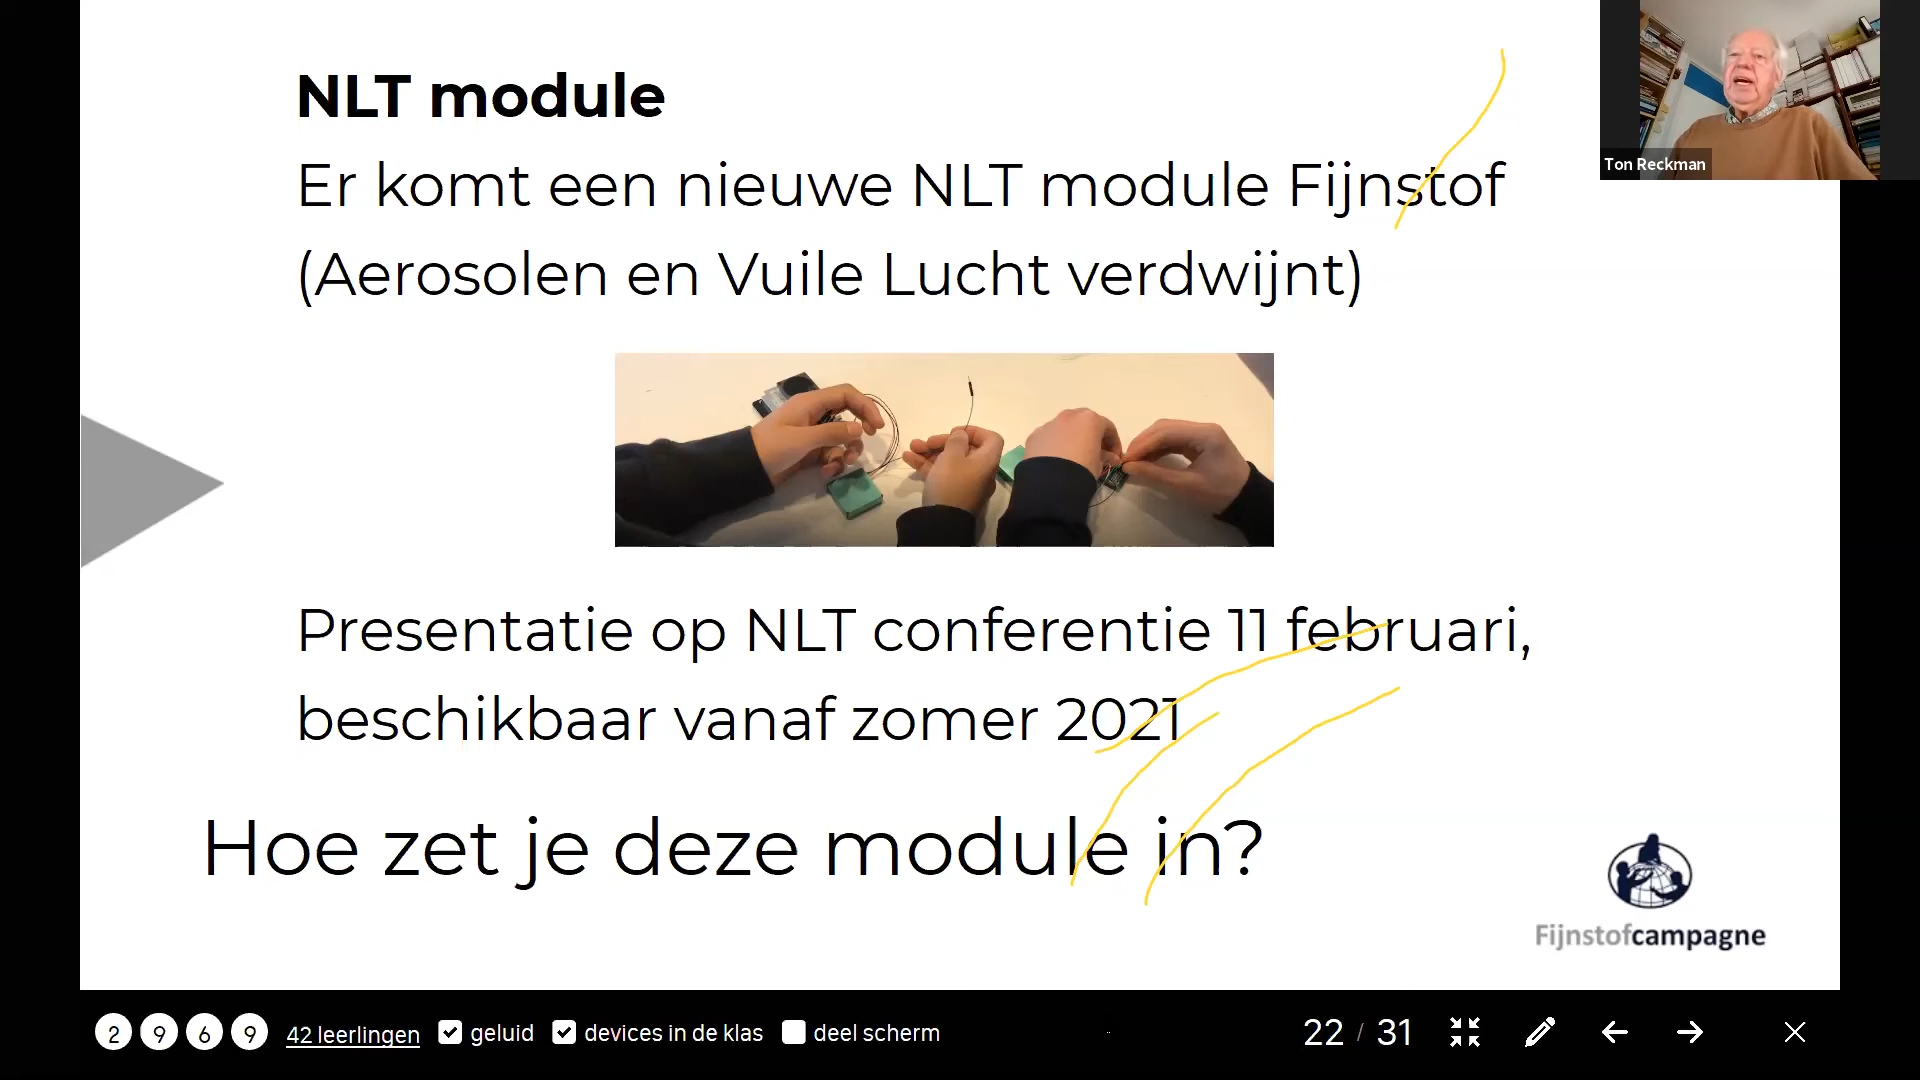 NLT module
Er komt een nieuwe NLT module Fijnstof
(Aerosolen en Vuile Lucht verdwijnt)
Ton Reckman
Presentatie op NLT conferentie 11 februari,
beschikbaar vanaf zomer 2021
Hoe zet je deze module in?
Fijnstofcampagne
2 9 6 9 42 leerlingen geluid devices in de klas deel scherm 22 / 31